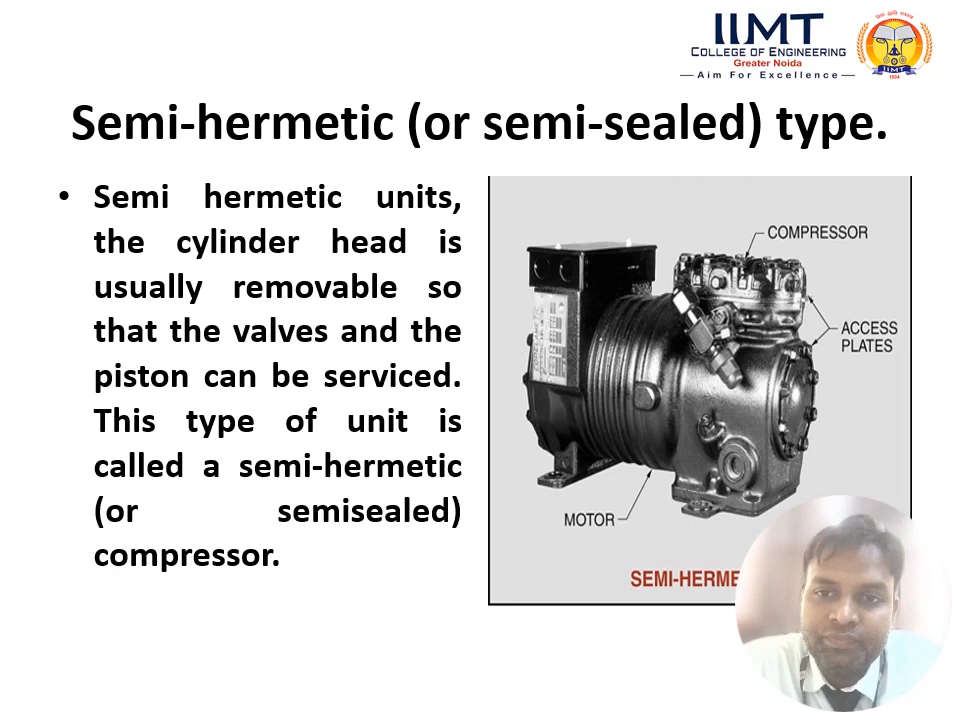 IIMT
COLLEGE OF ENGINEERING
Greater Noida
Aim For Excellence
IIMT
Semi-hermetic (or semi-sealed) type.
• Semi hermetic units,
the cylinder head is
usually removable so
that the valves and the
piston can be serviced.
This type of unit is
called a semi-hermetic
(or semisealed)
compressor.
COMPRESSOR
ACCESS
PLATES
MOTOR
SEMI-HERME